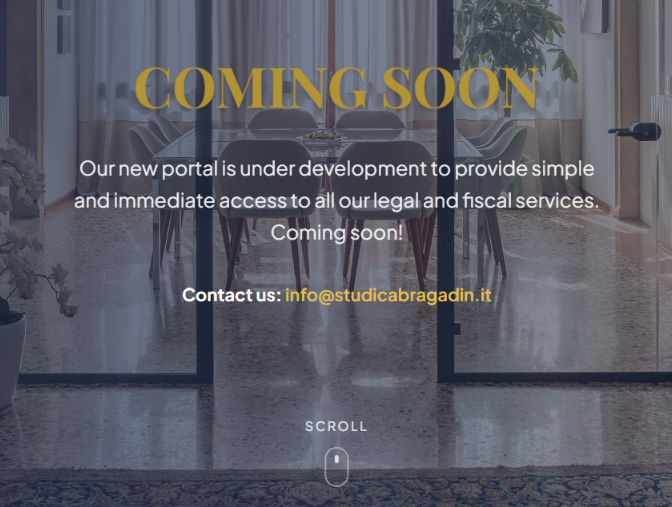 COMING SOON
Our new portal is under development to provide simple
and immediate access to all our legal and fiscal services.
Coming soon!
Contact us: info@studicabragadin.it
SCROLL